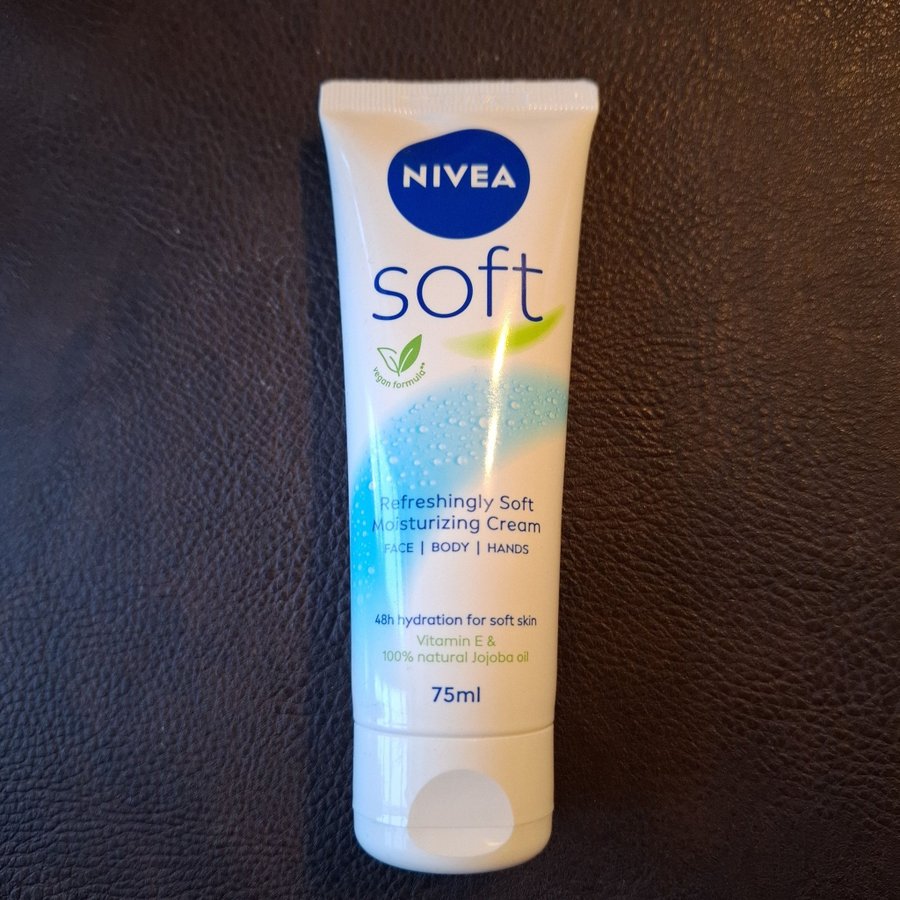 NIVEA
soft
vegan formula**
Refreshingly Soft
Moisturizing Cream
FACE | BODY | HANDS
48h hydration for soft skin
Vitamin E &
100% natural Jojoba oil
75ml